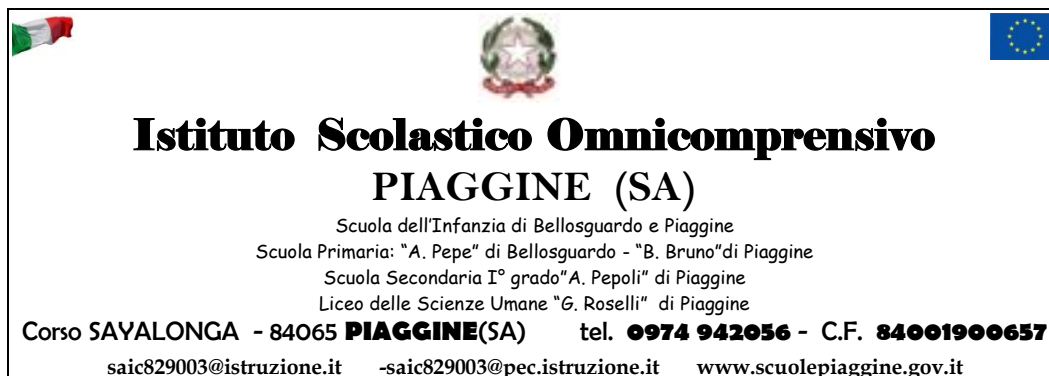 Istituto Scolastico Omnicomprensivo
PIAGGINE (SA)
Scuola dell'Infanzia di Bellosguardo e Piaggine
Scuola Primaria: "A. Pepe" di Bellosguardo - "B. Bruno"di Piaggine
Scuola Secondaria I° grado"A. Pepoli" di Piaggine
Liceo delle Scienze Umane "G. Roselli" di Piaggine
Corso SAYALONGA - 84065 PIAGGINE(SA) tel. 0974 942056 - C.F. 84001900657
saic829003@istruzione.it -saic829003@pec.istruzione.it www.scuolepiaggine.gov.it